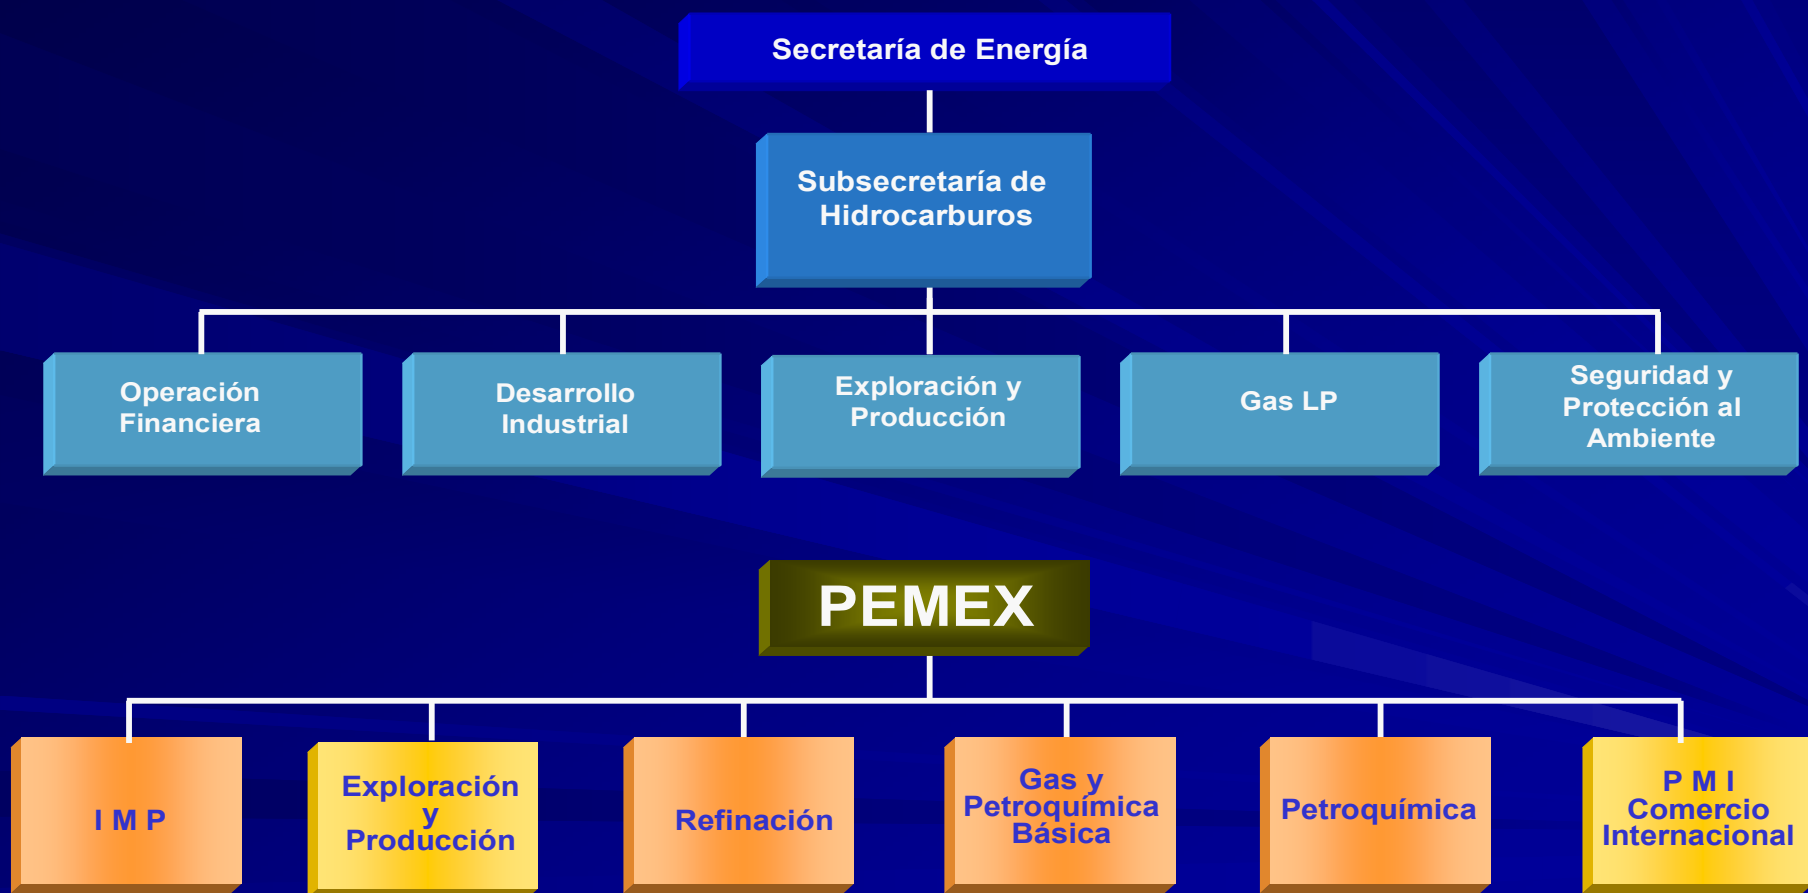 Secretaría de Energía
Subsecretaría de
Hidrocarburos
Operación
Financiera
Desarrollo
Industrial
Exploración y
Producción
Gas LP
Seguridad y
Protección al
Ambiente
PEMEX
I M P
Exploración
y
Producción
Refinación
Gas y
Petroquímica
Básica
Petroquímica
P M I
Comercio
Internacional